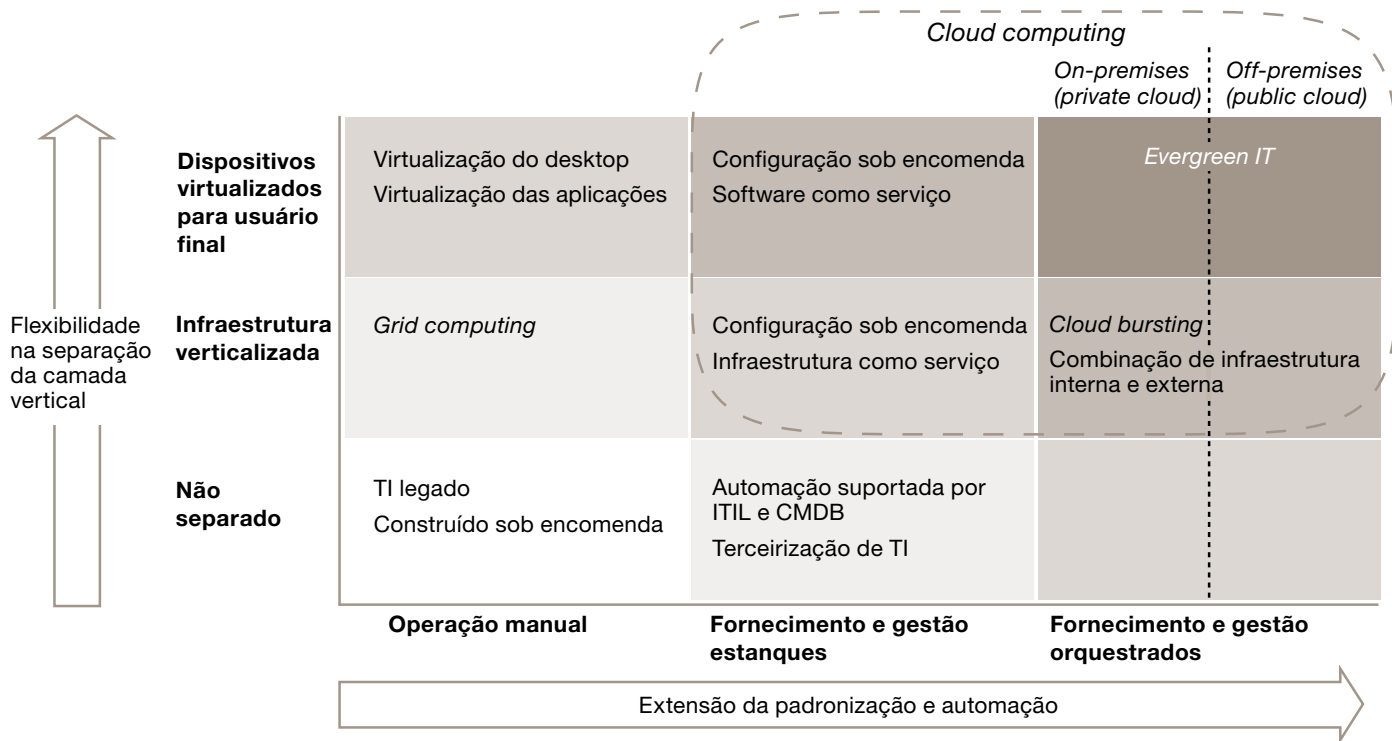 Cloud computing
On-premises
(private cloud)
Off-premises
(public cloud)
Dispositivos
virtualizados
para usuário
final
Virtualização do desktop
Virtualização das aplicações
Configuração sob encomenda
Software como serviço
Evergreen IT
Flexibilidade
na separação
da camada
vertical
Infraestrutura
verticalizada
Grid computing
Configuração sob encomenda
Infraestrutura como serviço
Cloud bursting
Combinação de infraestrutura
interna e externa
Não
separado
TI legado
Construído sob encomenda
Automação suportada por
ITIL e CMDB
Terceirização de TI
Operação manual
Fornecimento e gestão
estanques
Fornecimento e gestão
orquestrados
Extensão da padronização e automação